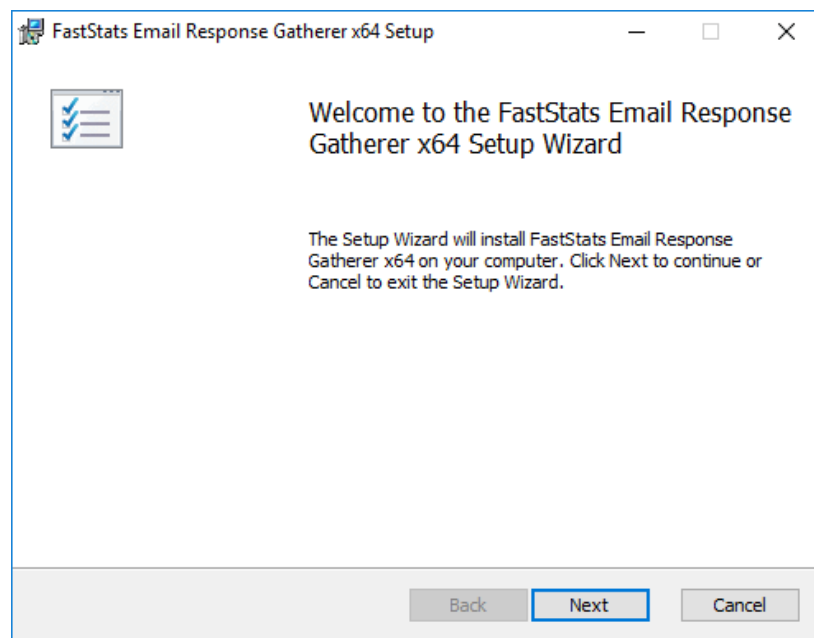 FastStats Email Response Gatherer x64 Setup
Welcome to the FastStats Email Response
Gatherer x64 Setup Wizard
The Setup Wizard will install FastStats Email Response
Gatherer x64 on your computer. Click Next to continue or
Cancel to exit the Setup Wizard.
Back Next Cancel